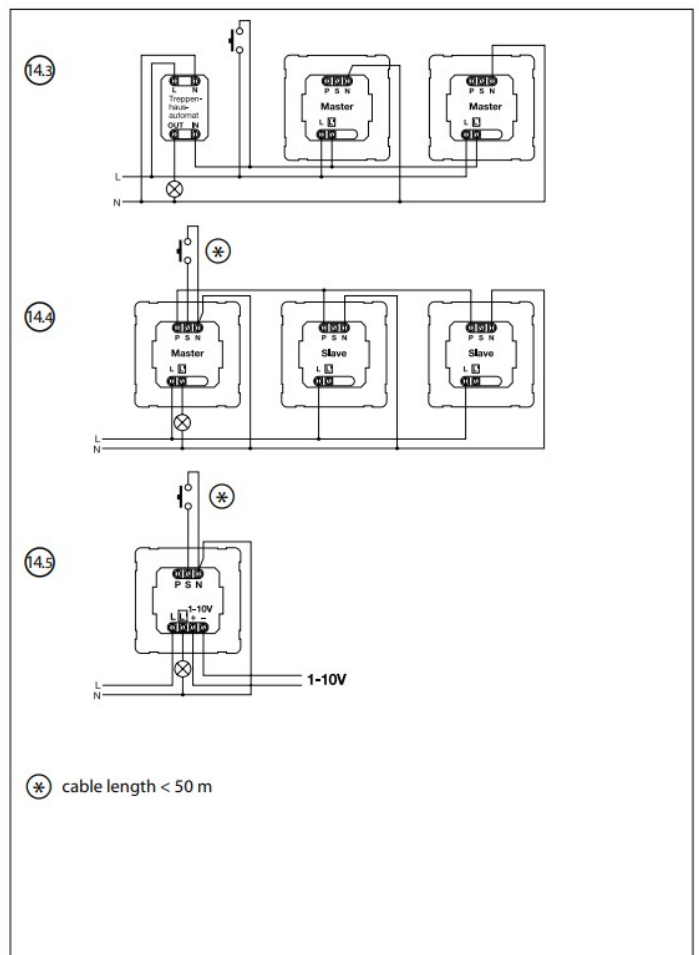 14.3
L N
Treppen-
haus-
automat
OUT IN
P S N
Master
L L'
P S N
Master
L L'
L
N
14.4
P S N
Master
L L'
P S N
Slave
L L'
P S N
Slave
L L'
L
N
14.5
P S N
1-10V
L L' + -
L
N
1-10V
* cable length < 50 m